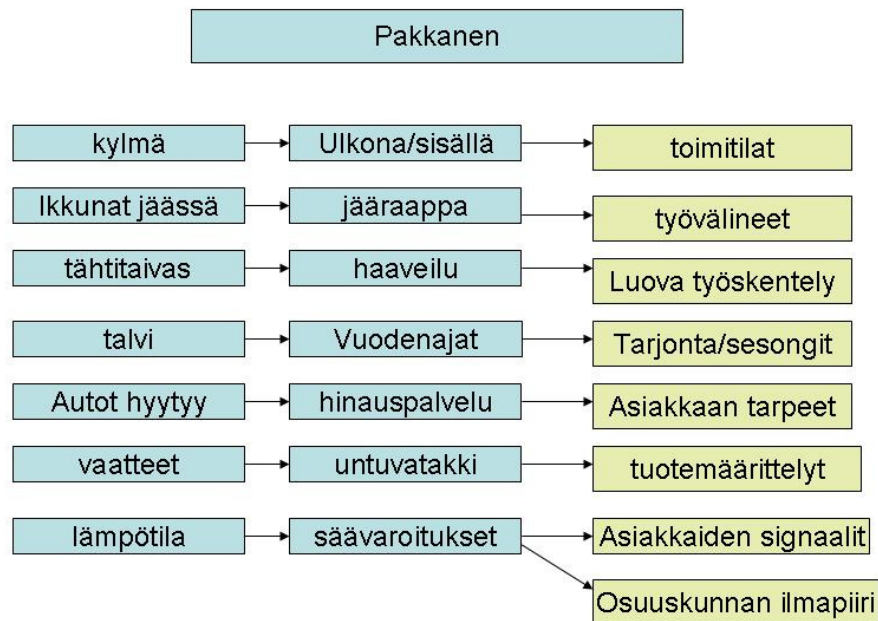 Pakkanen
kylmä Ulkona/sisällä toimitilat
Ikkunat jäässä jääraappa työvälineet
tähtitaivas haaveilu Luova työskentely
talvi Vuodenajat Tarjonta/sesongit
Autot hyytyy hinauspalvelu Asiakkaan tarpeet
vaatteet untuvatakki tuotemäärittelyt
lämpötila säävaroitukset Asiakkaiden signaalit
Osuuskunnan ilmapiiri